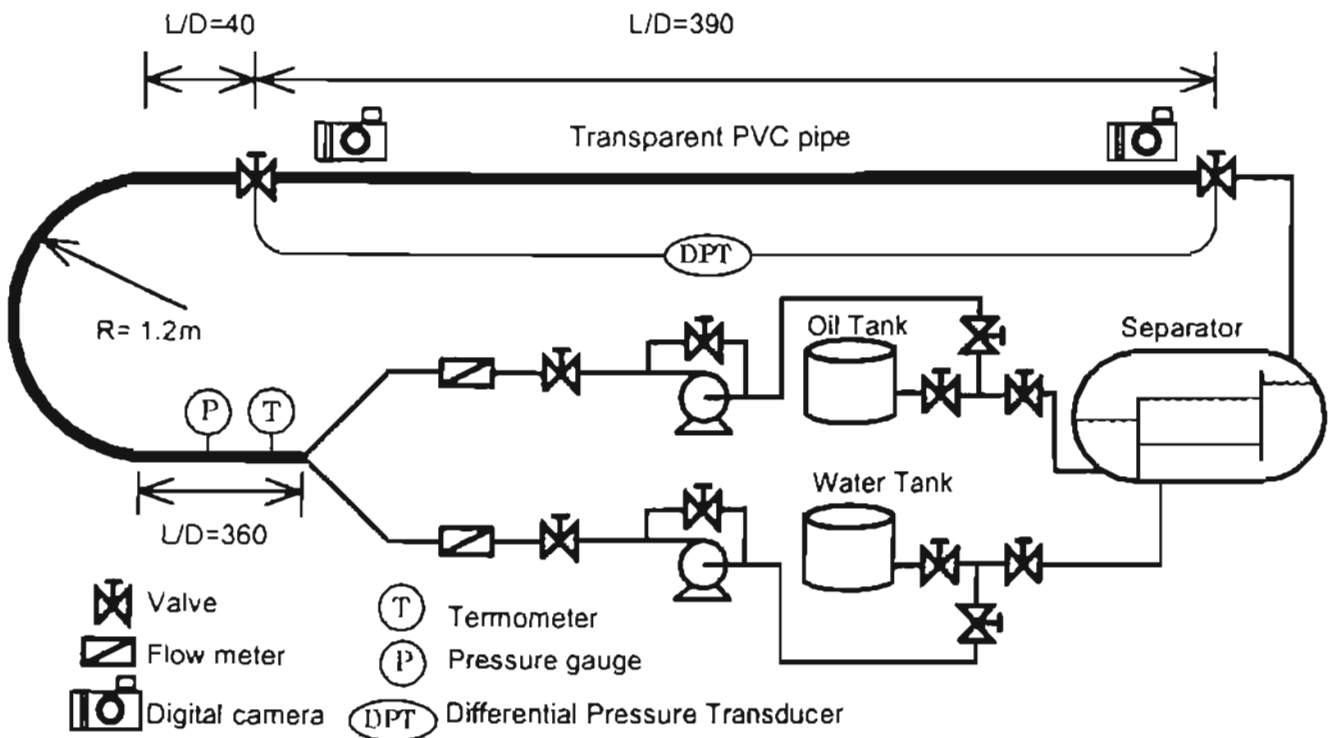 L/D=40
L/D=390
Transparent PVC pipe
DPT
R= 1.2m
Oil Tank
Separator
P
T
L/D=360
Water Tank
Valve
T
Termometer
Flow meter
P
Pressure gauge
Digital camera
DPT
Differential Pressure Transducer